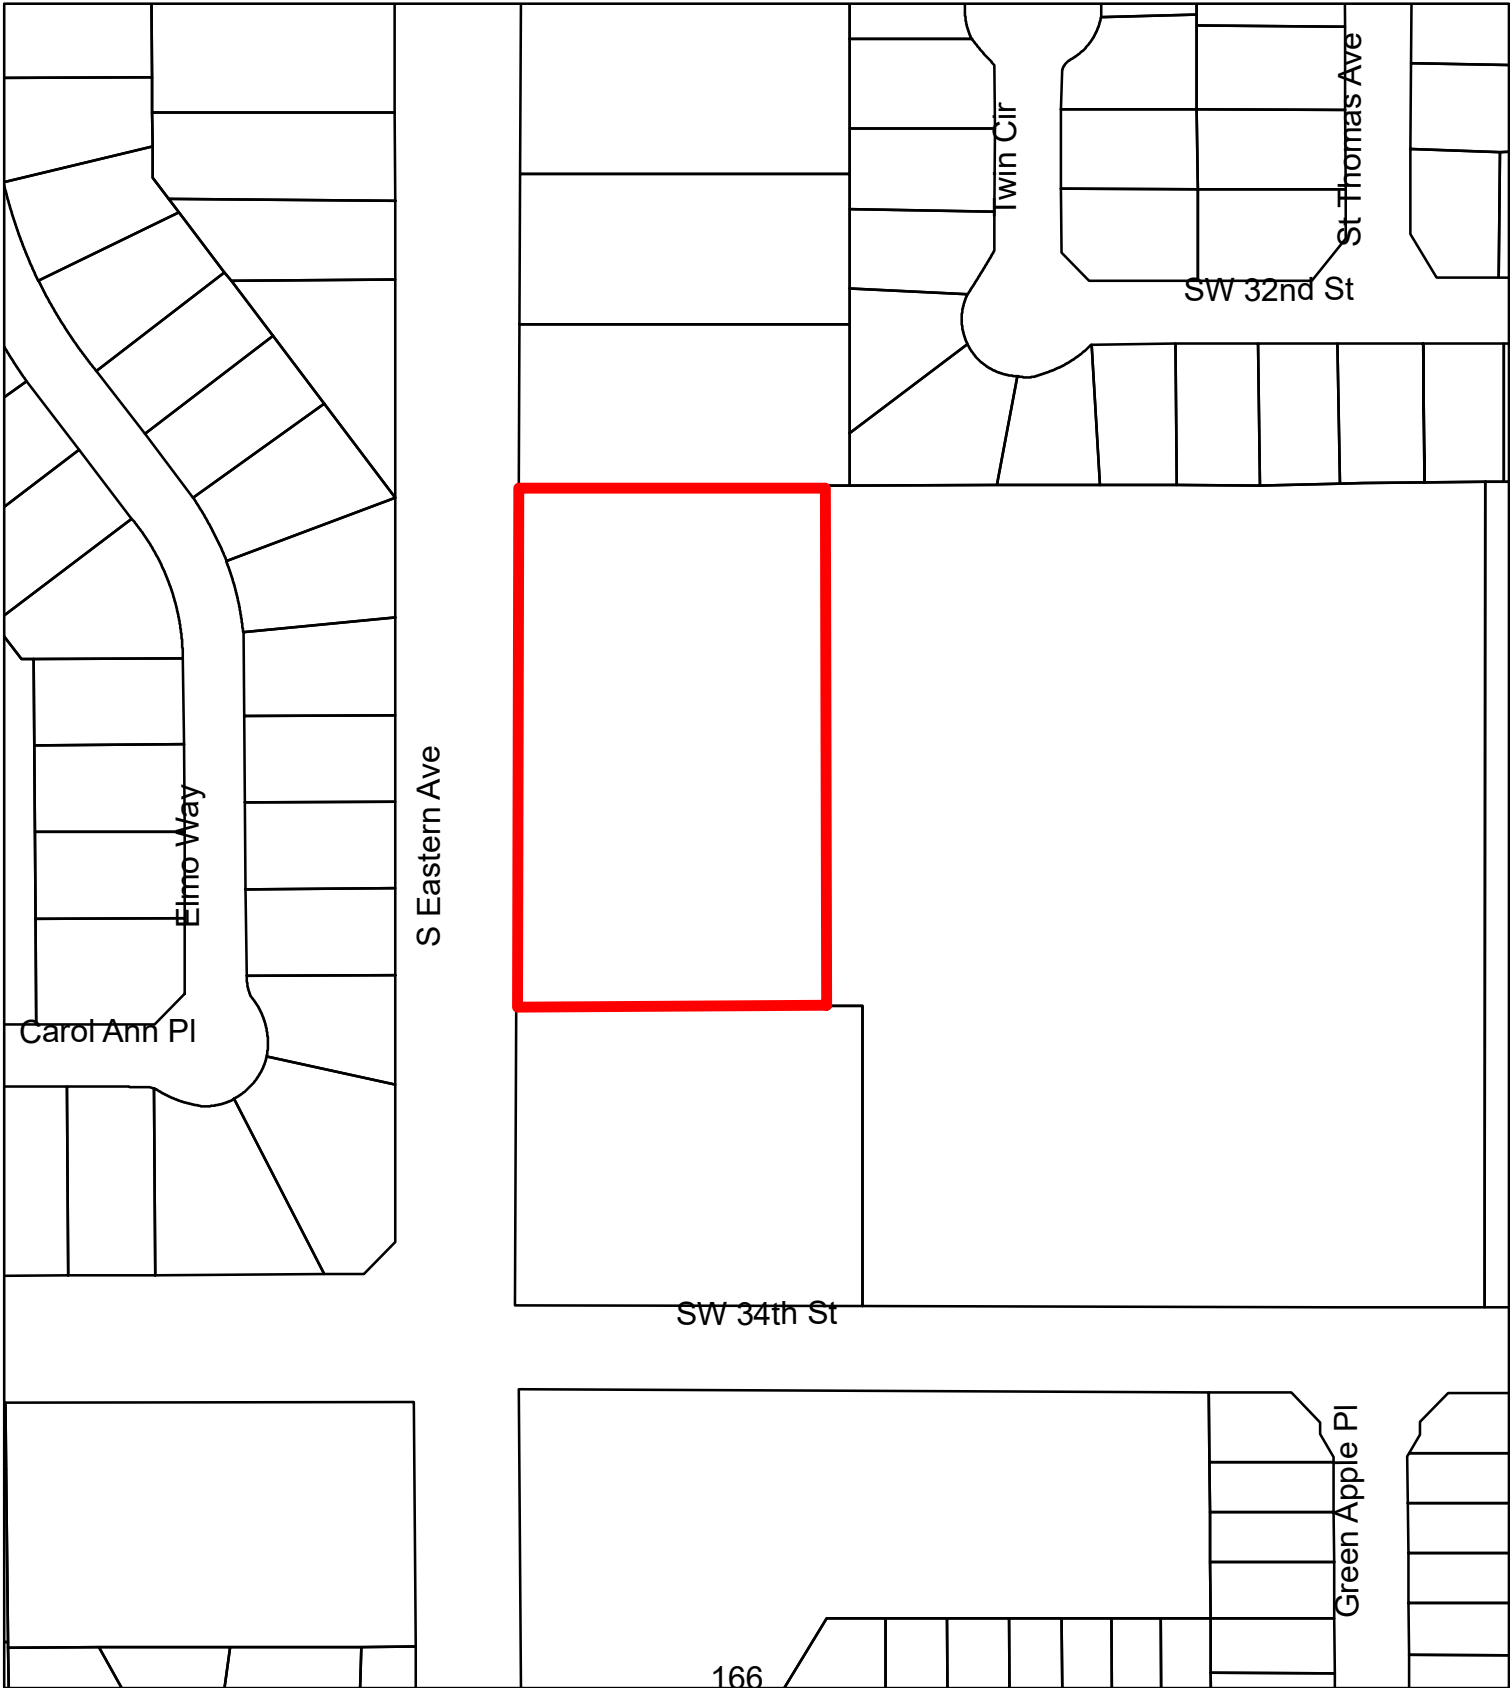 Twin Cir
St Thomas Ave
SW 32nd St
S Eastern Ave
Elmo Way
Carol Ann Pl
SW 34th St
Green Apple Pl
166